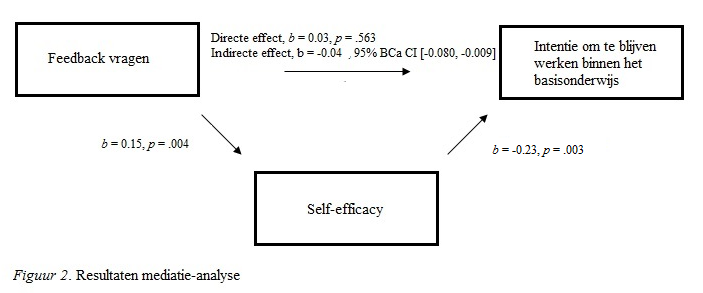 Directe effect, b = 0.03, p = .563
Indirecte effect, b = -0.04 , 95% BCa CI [-0.080, -0.009]
Feedback vragen
Intentie om te blijven
werken binnen het
basisonderwijs
b = 0.15, p = .004
b = -0.23, p = .003
Self-efficacy
Figuur 2. Resultaten mediatie-analyse